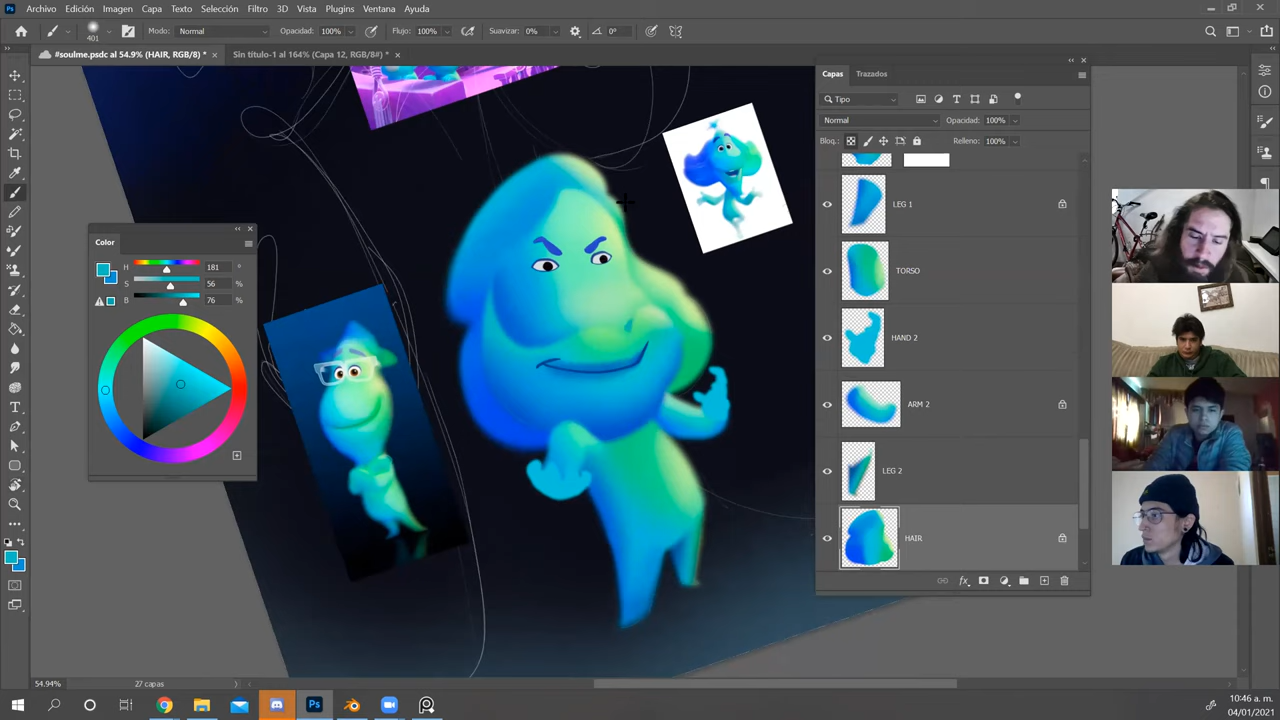 Archivo Edición Imagen Capa Texto Selección Filtro 3D Vista Plugins Ventana Ayuda
401 Modo: Normal Opacidad: 100% Flujo: 100% Suavizar: 0% 0°
#soulme.psdc al 54.9% (HAIR, RGB/8) * × Sin título-1 al 164% (Capa 12, RGB/8#) * ×
Capas Trazados
Tipo
Normal Opacidad: 100%
Bloq.: Relleno: 100%
LEG 1
TORSO
HAND 2
ARM 2
LEG 2
HAIR
fx
Color
H 181 °
S 56 %
B 76 %
54.94% 27 capas
Ps
10:46 a. m.
04/01/2021